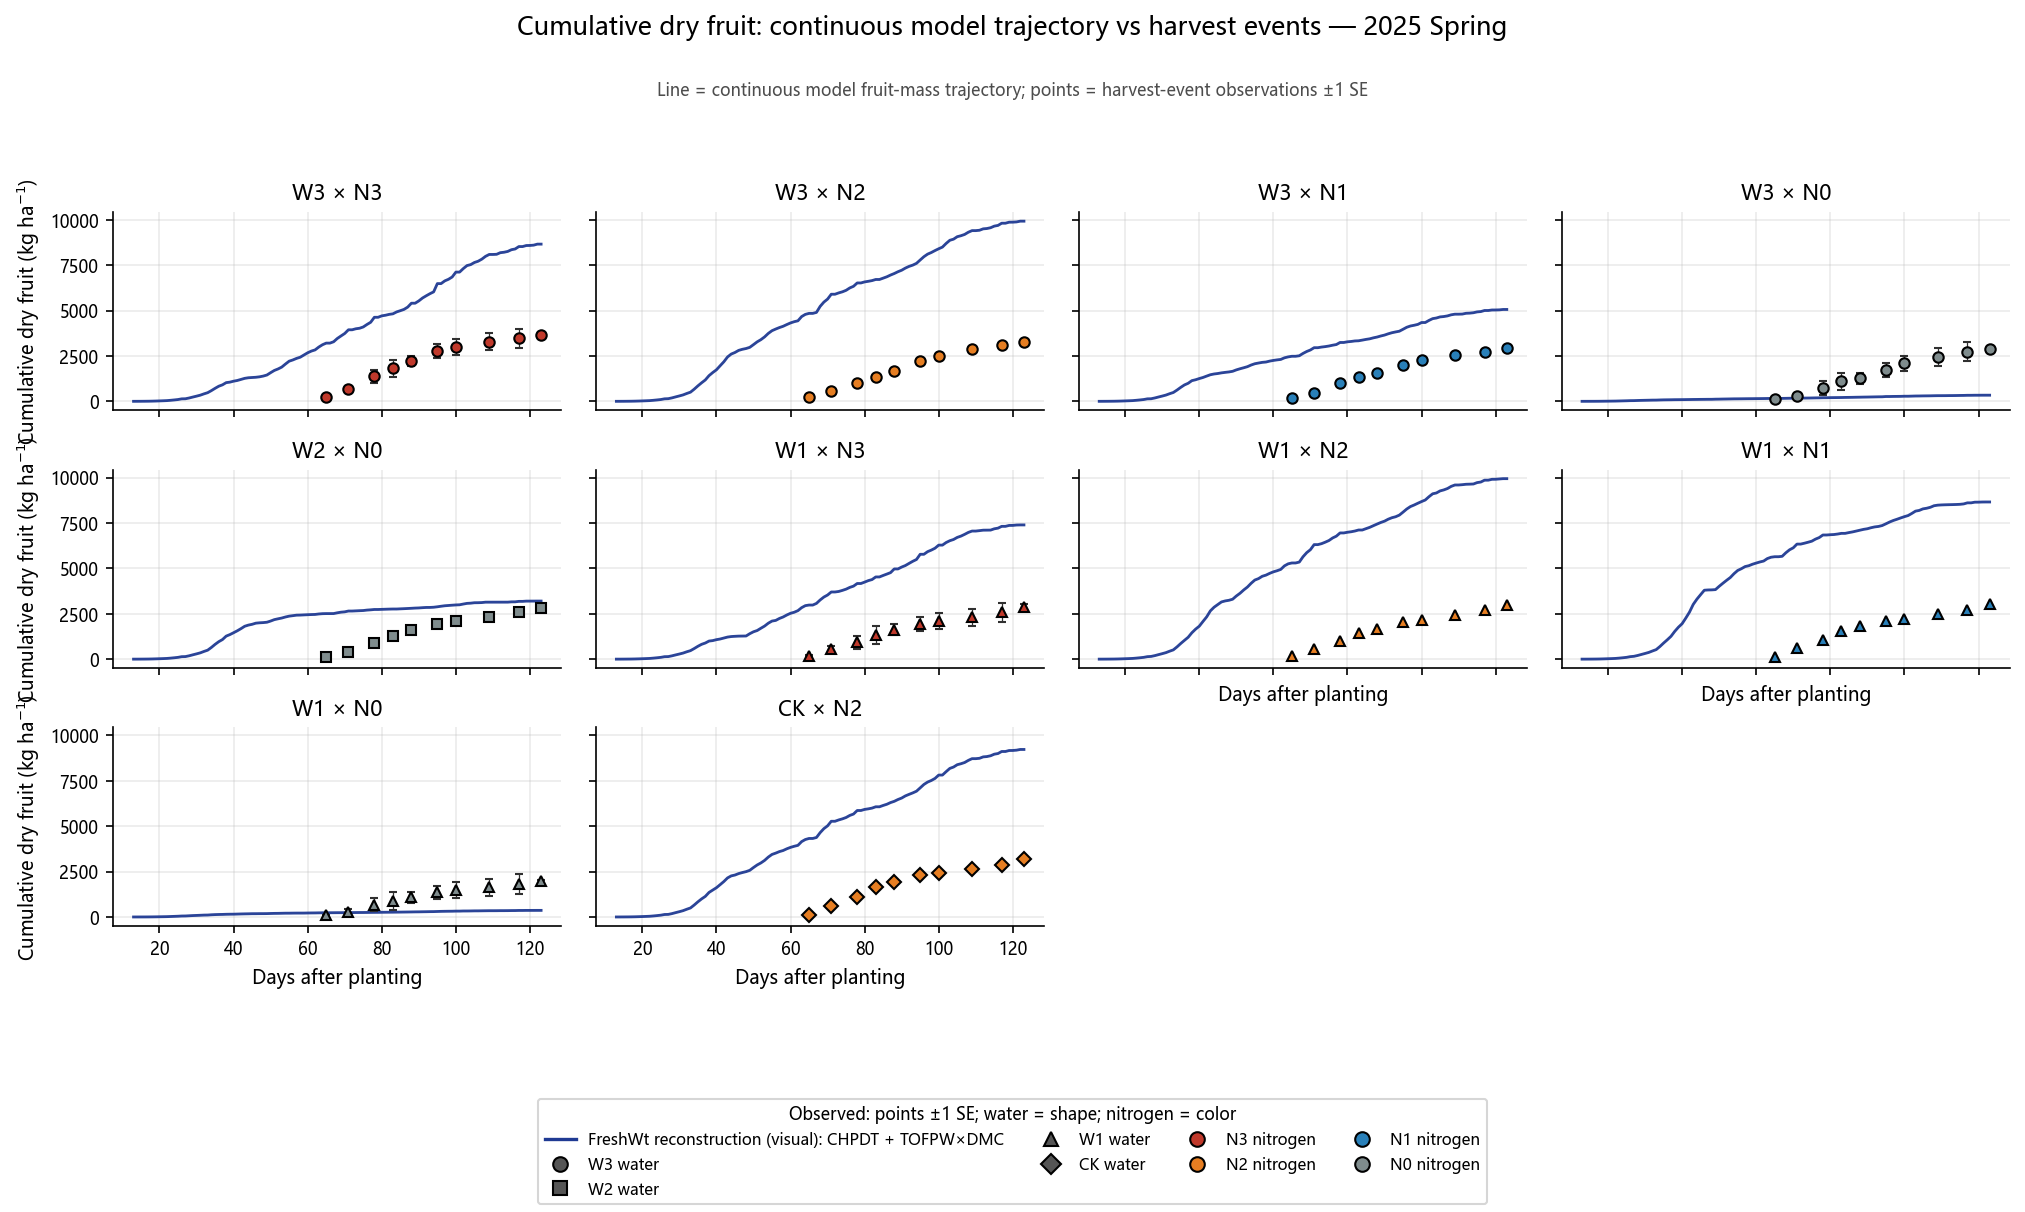 Cumulative dry fruit: continuous model trajectory vs harvest events — 2025 Spring
Line = continuous model fruit-mass trajectory; points = harvest-event observations ±1 SE
W3 × N3
W3 × N2
W3 × N1
W3 × N0
Cumulative dry fruit (kg ha⁻¹)
10000
7500
5000
2500
0
W2 × N0
W1 × N3
W1 × N2
W1 × N1
Cumulative dry fruit (kg ha⁻¹)
10000
7500
5000
2500
0
Days after planting
Days after planting
W1 × N0
CK × N2
Cumulative dry fruit (kg ha⁻¹)
10000
7500
5000
2500
0
20 40 60 80 100 120
20 40 60 80 100 120
Days after planting
Days after planting
Observed: points ±1 SE; water = shape; nitrogen = color
FreshWt reconstruction (visual): CHPDT + TOFPW×DMC
W3 water
W2 water
W1 water
CK water
N3 nitrogen
N2 nitrogen
N1 nitrogen
N0 nitrogen